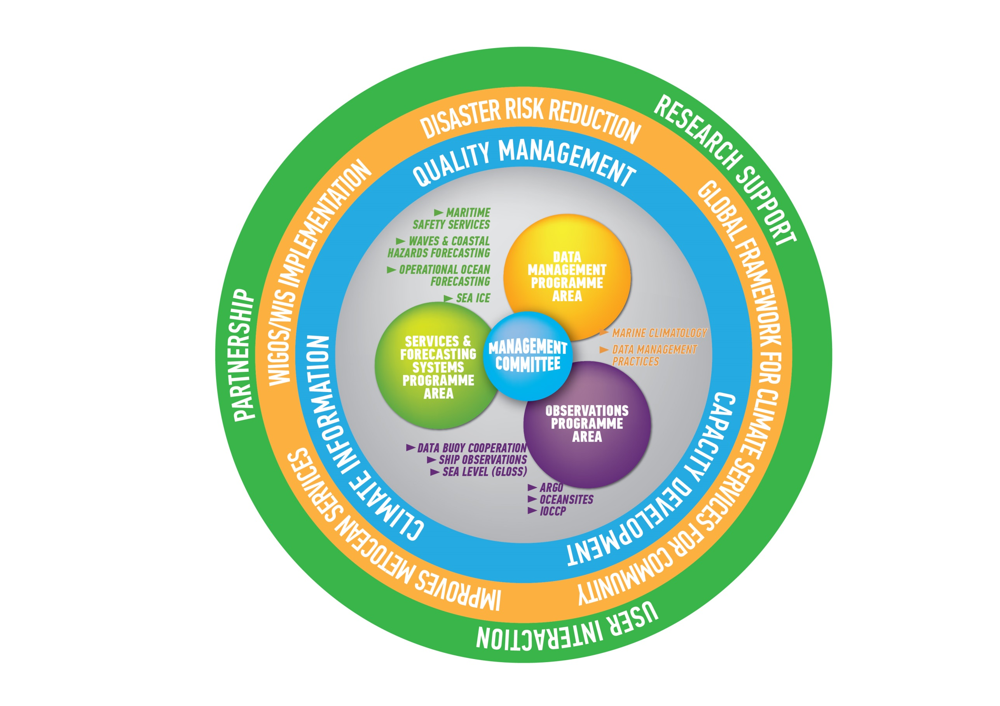 RESEARCH SUPPORT
USER INTERACTION
PARTNERSHIP
DISASTER RISK REDUCTION
GLOBAL FRAMEWORK FOR CLIMATE SERVICES FOR COMMUNITY
IMPROVES METOCEAN SERVICES
WIGOS/WIS IMPLEMENTATION
QUALITY MANAGEMENT
CAPACITY DEVELOPMENT
CLIMATE INFORMATION
► MARITIME
SAFETY SERVICES
► WAVES & COASTAL
HAZARDS FORECASTING
► OPERATIONAL OCEAN
FORECASTING
► SEA ICE
DATA
MANAGEMENT
PROGRAMME
AREA
► MARINE CLIMATOLOGY
► DATA MANAGEMENT
PRACTICES
SERVICES &
FORECASTING
SYSTEMS
PROGRAMME
AREA
MANAGEMENT
COMMITTEE
OBSERVATIONS
PROGRAMME
AREA
► DATA BUOY COOPERATION
► SHIP OBSERVATIONS
► SEA LEVEL (GLOSS)
► ARGO
► OCEANSITES
► IOCCP